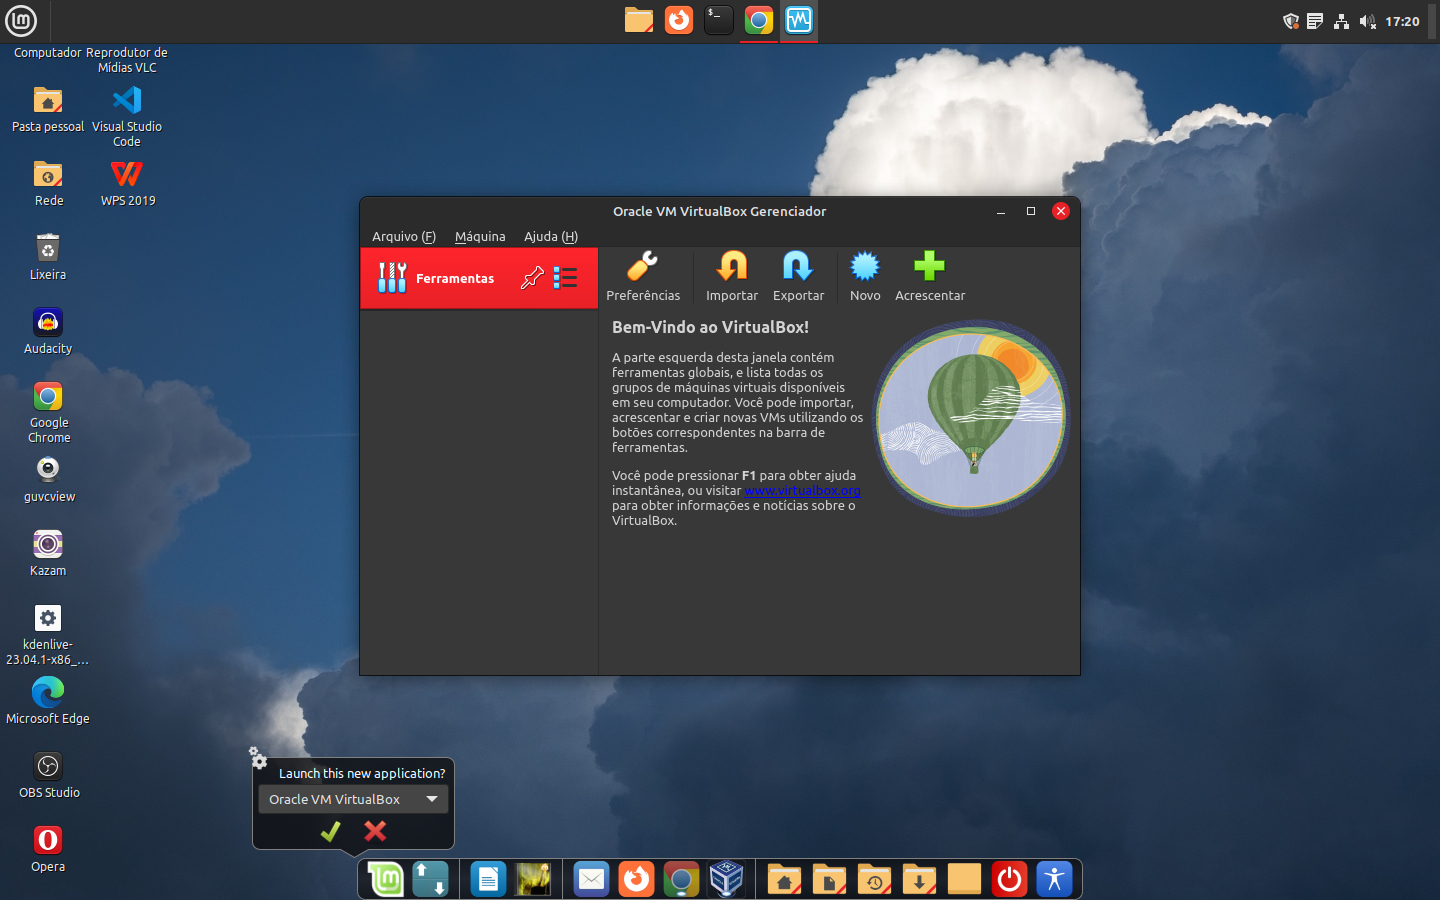 17:20
Computador
Reprodutor de
Mídias VLC
Pasta pessoal
Visual Studio
Code
Rede
WPS 2019
Lixeira
Audacity
Google
Chrome
guvcview
Kazam
kdenlive-
23.04.1-x86_...
Microsoft Edge
OBS Studio
Opera
Oracle VM VirtualBox Gerenciador
Arquivo (F)
Máquina
Ajuda (H)
Ferramentas
Preferências
Importar
Exportar
Novo
Acrescentar
Bem-Vindo ao VirtualBox!
A parte esquerda desta janela contém
ferramentas globais, e lista todas os
grupos de máquinas virtuais disponíveis
em seu computador. Você pode importar,
acrescentar e criar novas VMs utilizando os
botões correspondentes na barra de
ferramentas.
Você pode pressionar F1 para obter ajuda
instantânea, ou visitar www.virtualbox.org
para obter informações e notícias sobre o
VirtualBox.
Launch this new application?
Oracle VM VirtualBox